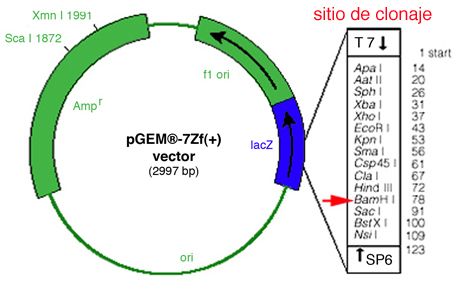 sitio de clonaje
Xmn I 1991
Sca I 1872
Amp r
f1 ori
lacZ
pGEM®-7Zf(+)
vector
(2997 bp)
ori
T7 ↓
1 start
Apa I 14
Aat II 20
Sph I 26
Xba I 31
Xho I 37
EcoR I 43
Kpn I 53
Sma I 56
Csp45 I 61
Cla I 67
Hind III 72
BamH I 78
Sac I 91
BstX I 100
Nsi I 109
↑SP6
123